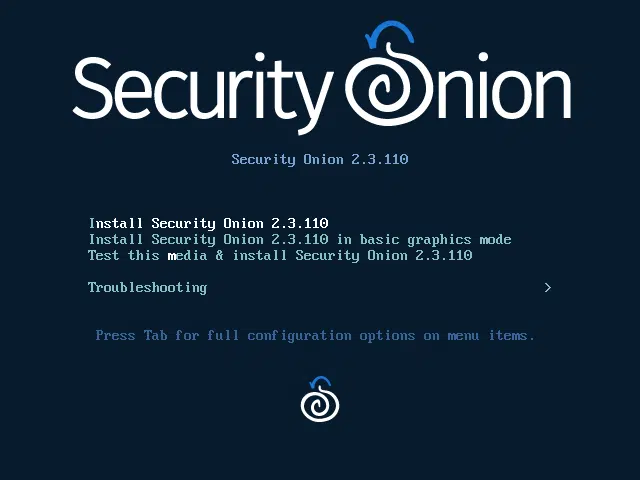 Security Onion
Security Onion 2.3.110
Install Security Onion 2.3.110
Install Security Onion 2.3.110 in basic graphics mode
Test this media & install Security Onion 2.3.110
Troubleshooting >
Press Tab for full configuration options on menu items.